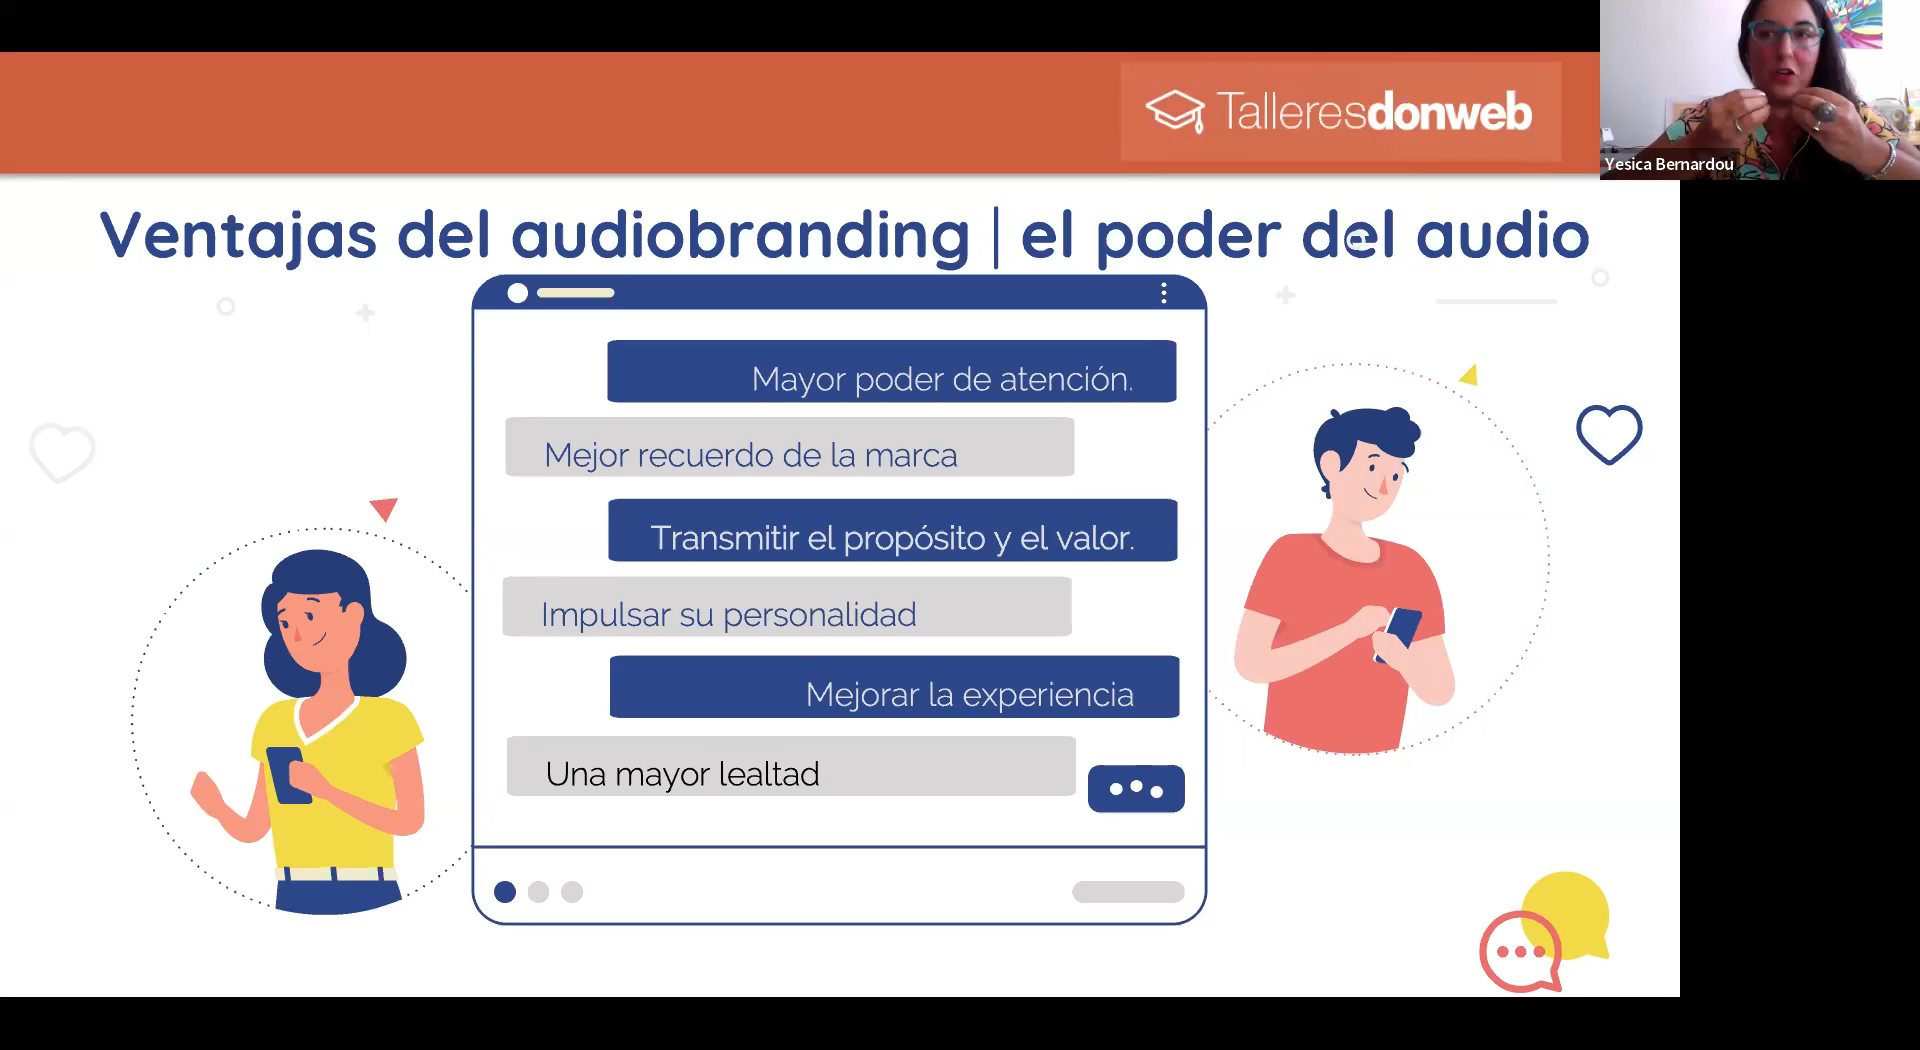 Talleresdonweb
Yesica Bernardou
Ventajas del audiobranding | el poder del audio
Mayor poder de atención.
Mejor recuerdo de la marca
Transmitir el propósito y el valor.
Impulsar su personalidad
Mejorar la experiencia
Una mayor lealtad